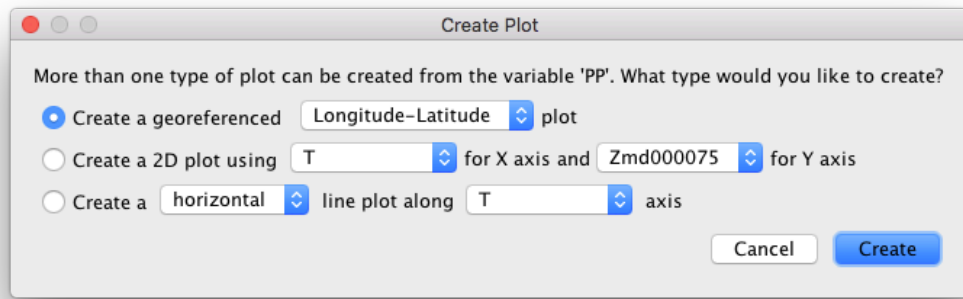 Create Plot
More than one type of plot can be created from the variable 'PP'. What type would you like to create?
Create a georeferenced Longitude-Latitude plot
Create a 2D plot using T for X axis and Zmd000075 for Y axis
Create a horizontal line plot along T axis
Cancel Create